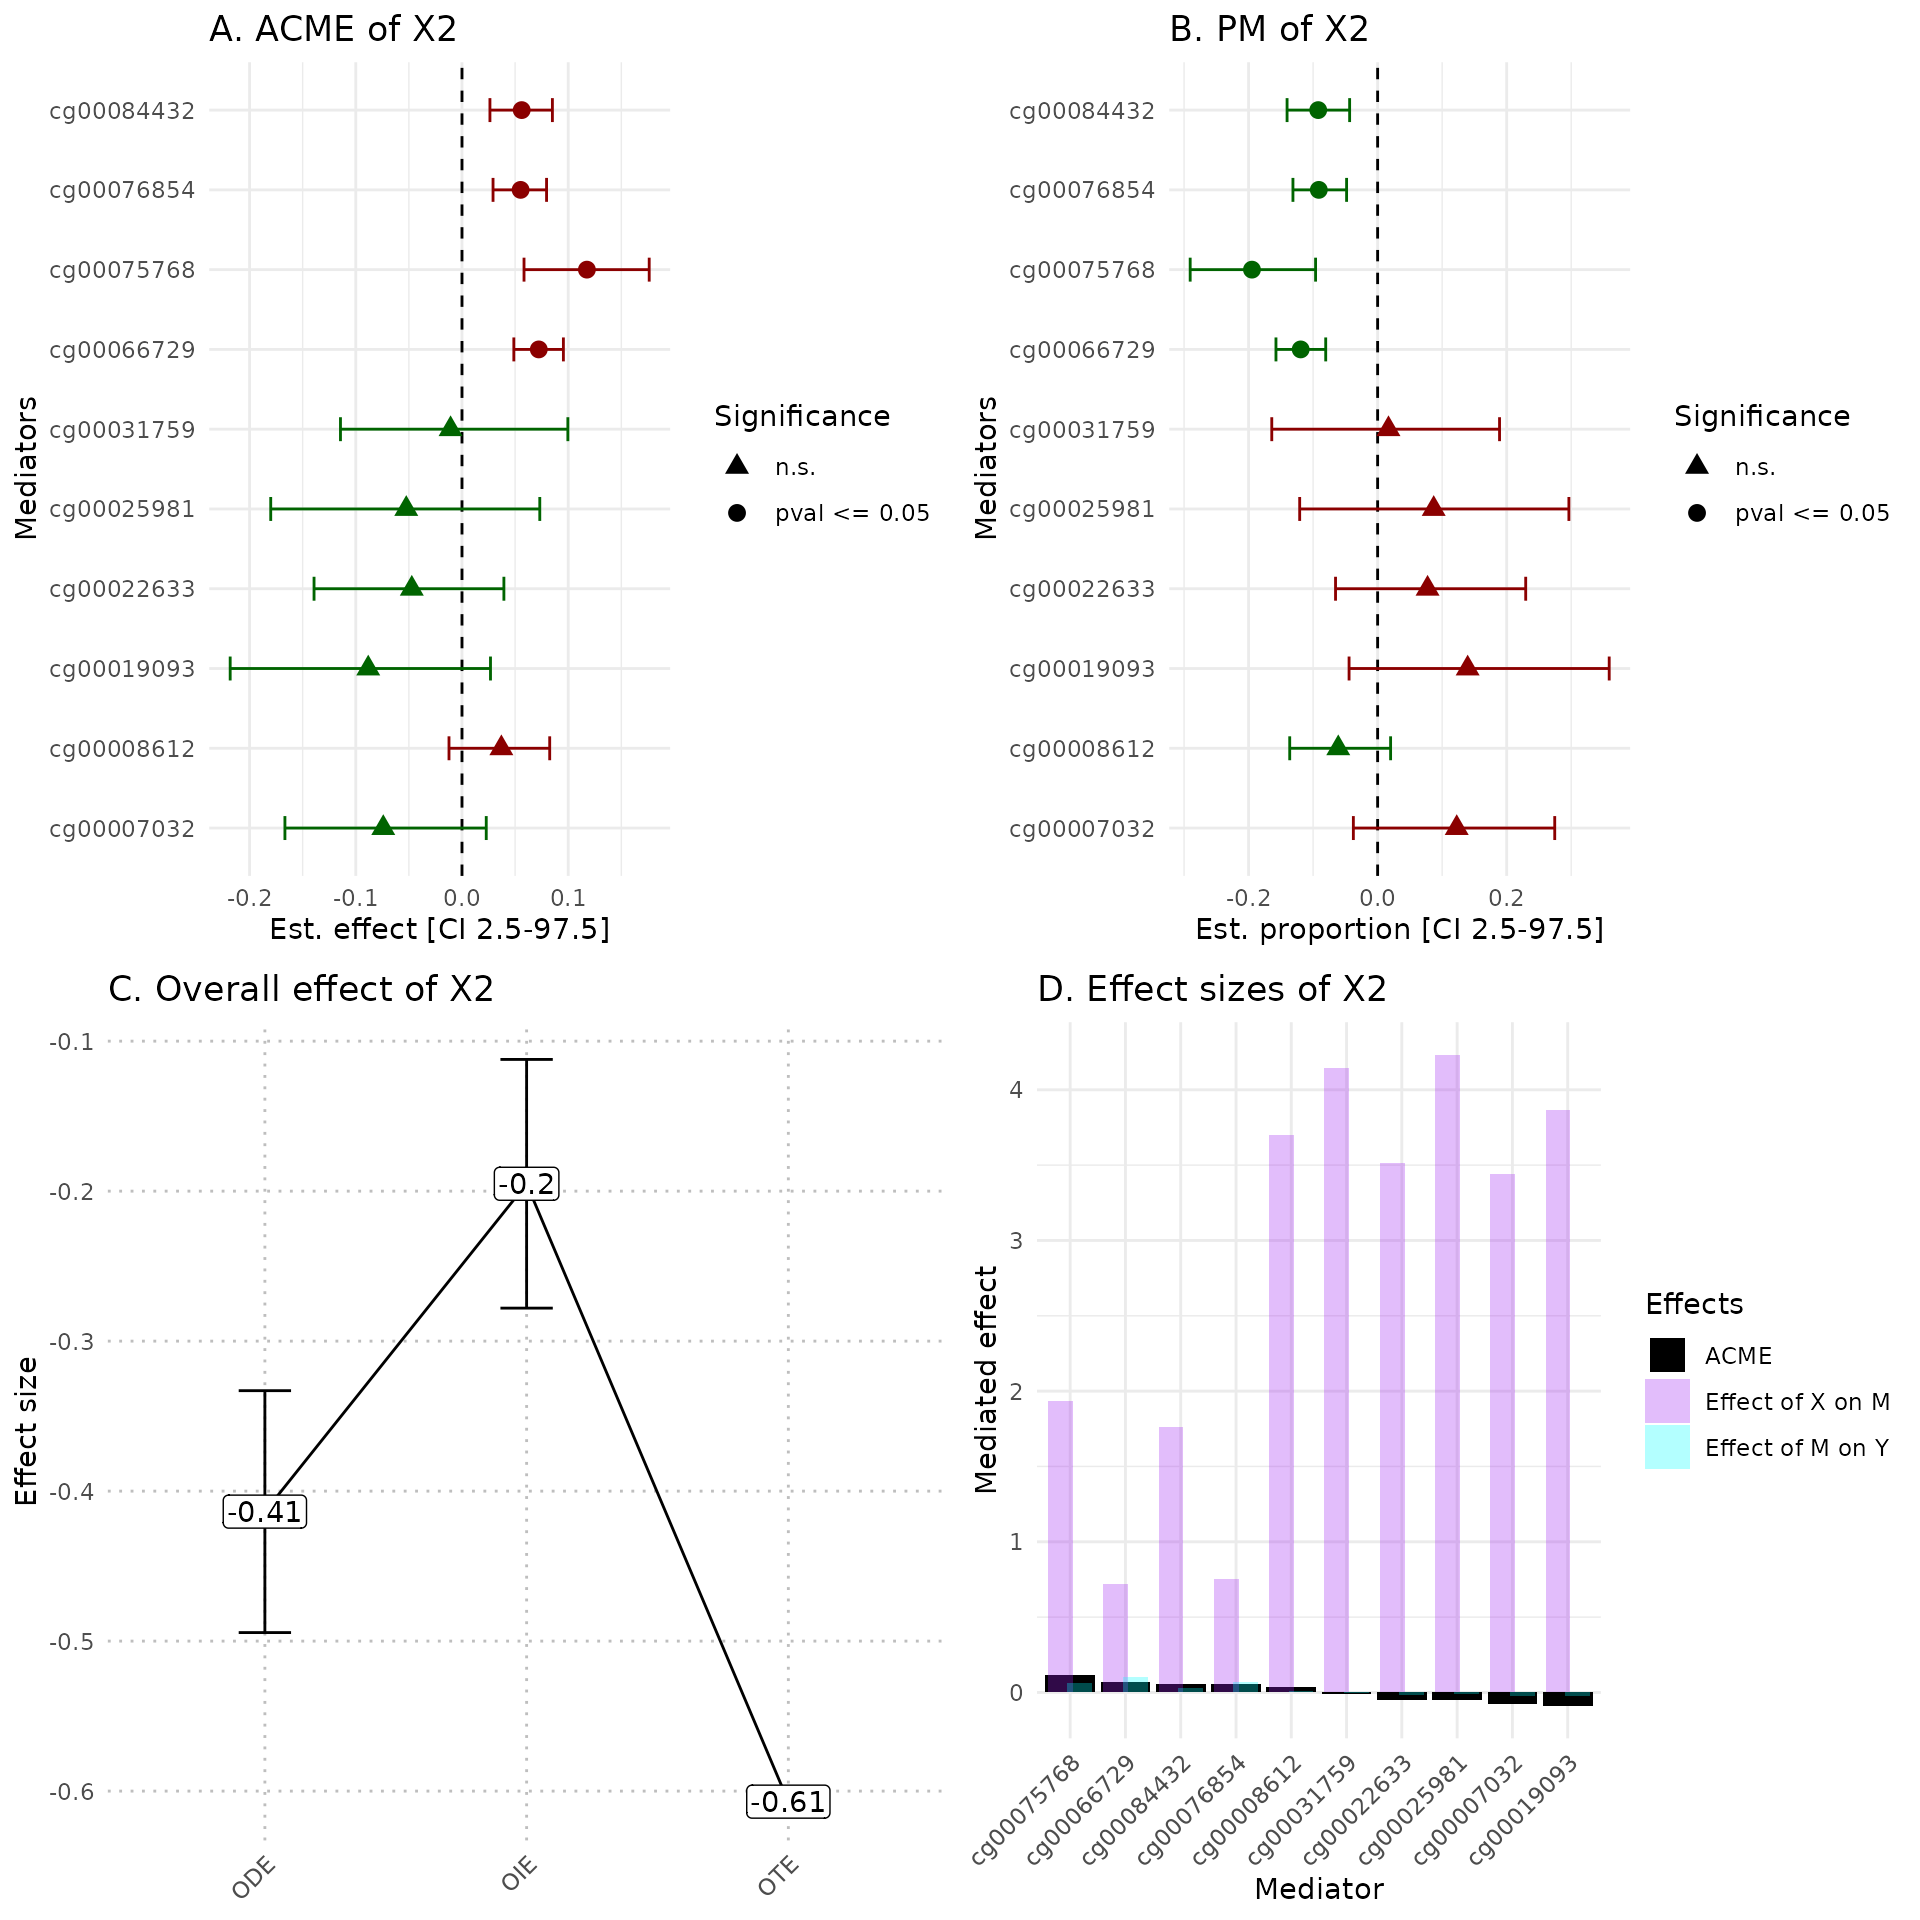 A. ACME of X2
cg00084432
cg00076854
cg00075768
cg00066729
cg00031759
cg00025981
cg00022633
cg00019093
cg00008612
cg00007032
Mediators
-0.2 -0.1 0.0 0.1
Est. effect [CI 2.5-97.5]
Significance
n.s.
pval <= 0.05
B. PM of X2
cg00084432
cg00076854
cg00075768
cg00066729
cg00031759
cg00025981
cg00022633
cg00019093
cg00008612
cg00007032
Mediators
-0.2 0.0 0.2
Est. proportion [CI 2.5-97.5]
Significance
n.s.
pval <= 0.05
C. Overall effect of X2
-0.1
-0.2
-0.3
-0.4
-0.5
-0.6
Effect size
-0.41
-0.2
-0.61
ODE
OIE
OTE
D. Effect sizes of X2
4
3
2
1
0
Mediated effect
cg00075768
cg00066729
cg00084432
cg00076854
cg00008612
cg00031759
cg00022633
cg00025981
cg00007032
cg00019093
Mediator
Effects
ACME
Effect of X on M
Effect of M on Y